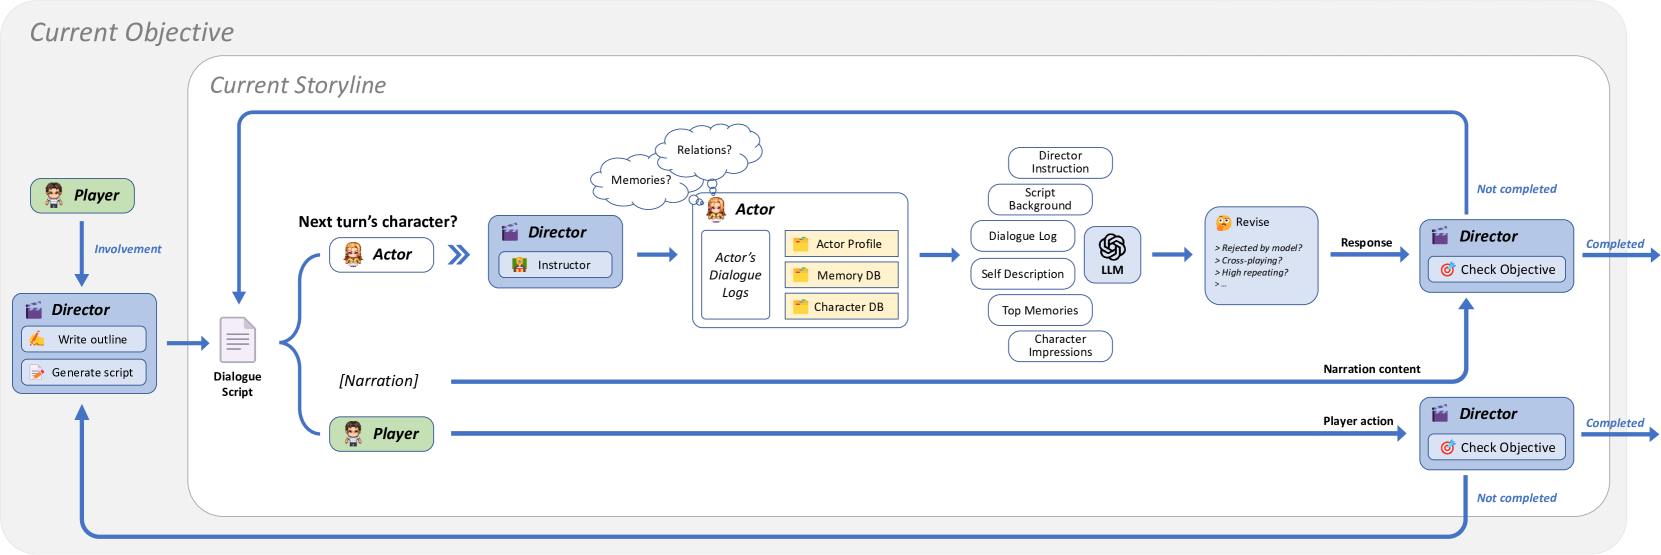 Current Objective
Current Storyline
Player
Involvement
Director
Write outline
Generate script
Dialogue
Script
Next turn's character?
Actor
[Narration]
Player
Director
Instructor
Memories?
Relations?
Actor
Actor's
Dialogue
Logs
Actor Profile
Memory DB
Character DB
Director
Instruction
Script
Background
Dialogue Log
Self Description
Top Memories
Character
Impressions
LLM
Revise
> Rejected by model?
> Cross-playing?
> High repeating?
> ...
Response
Director
Check Objective
Not completed
Completed
Narration content
Player action
Director
Check Objective
Completed
Not completed